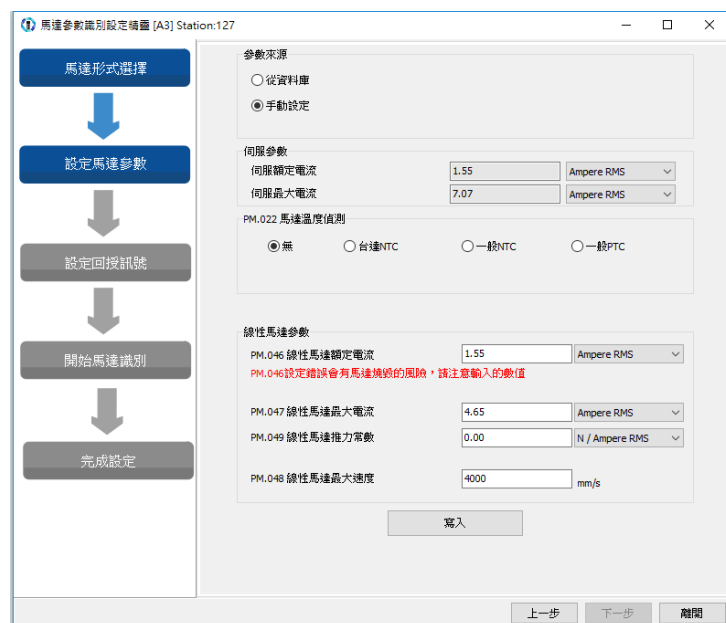 馬達參數識別設定精靈 [A3] Station:127
馬達形式選擇
設定馬達參數
設定回授訊號
開始馬達識別
完成設定
參數來源
從資料庫
手動設定
伺服參數
伺服額定電流 1.55 Ampere RMS
伺服最大電流 7.07 Ampere RMS
PM.022 馬達溫度偵測
無 台達NTC 一般NTC 一般PTC
線性馬達參數
PM.046 線性馬達額定電流 1.55 Ampere RMS
PM.046設定錯誤會有馬達燒毀的風險，請注意輸入的數值
PM.047 線性馬達最大電流 4.65 Ampere RMS
PM.049 線性馬達推力常數 0.00 N / Ampere RMS
PM.048 線性馬達最大速度 4000 mm/s
寫入
上一步 下一步 離開